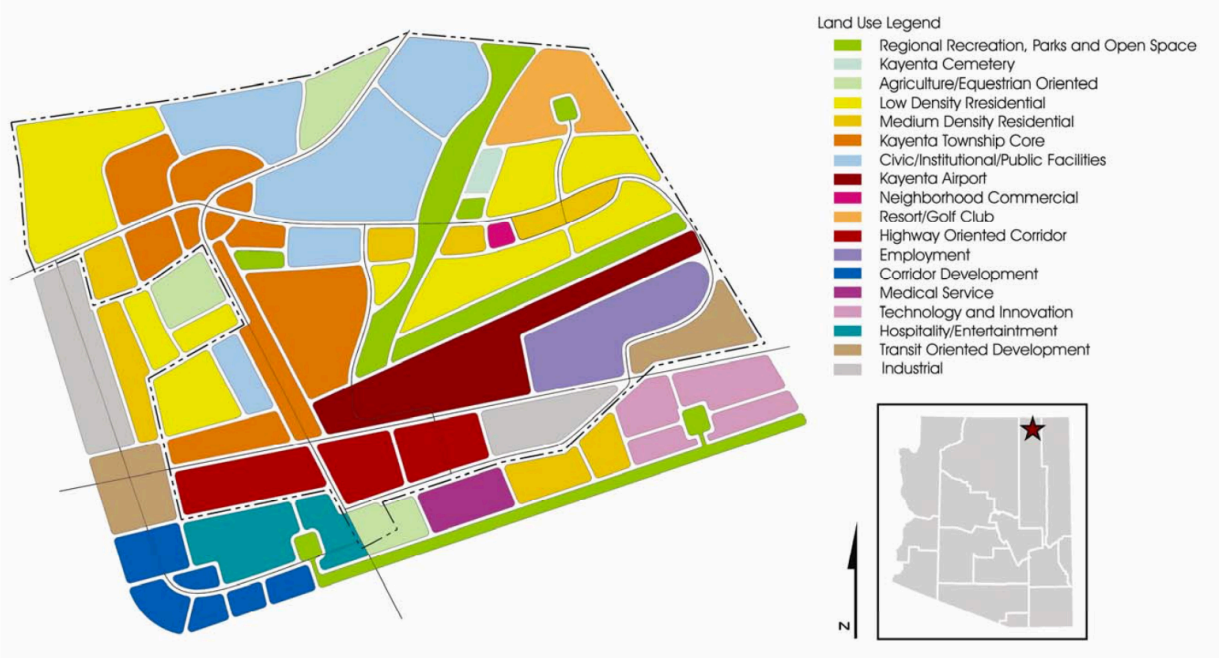 Land Use Legend
Regional Recreation, Parks and Open Space
Kayenta Cemetery
Agriculture/Equestrian Oriented
Low Density Rresidential
Medium Density Residential
Kayenta Township Core
Civic/Institutional/Public Facilities
Kayenta Airport
Neighborhood Commercial
Resort/Golf Club
Highway Oriented Corridor
Employment
Corridor Development
Medical Service
Technology and Innovation
Hospitality/Entertaintment
Transit Oriented Development
Industrial
N